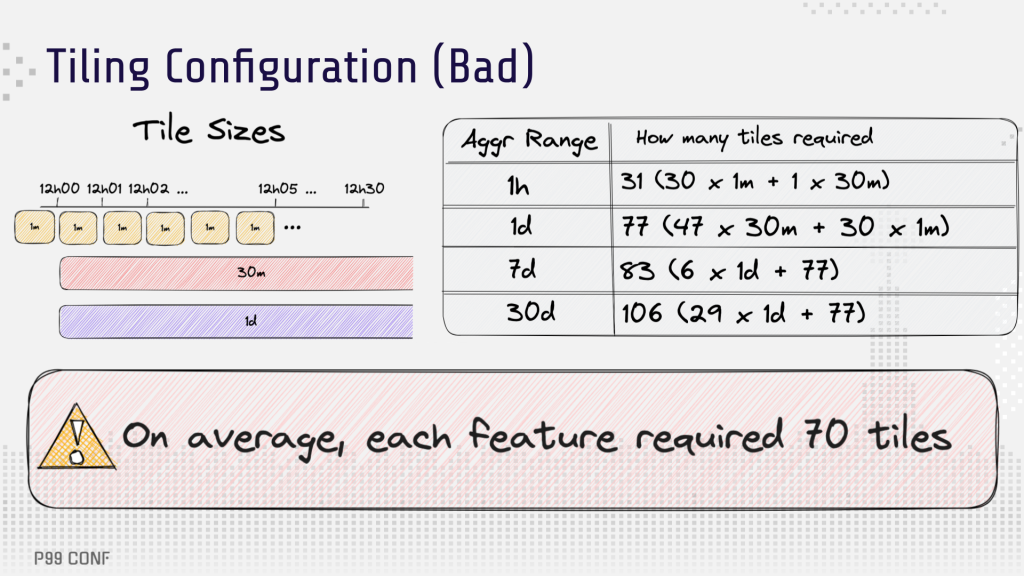 Tiling Configuration (Bad)
Tile Sizes
12h00 12h01 12h02 ... 12h05 ... 12h30
1m 1m 1m 1m 1m 1m ...
30m
1d
Aggr Range How many tiles required
1h 31 (30 x 1m + 1 x 30m)
1d 77 (47 x 30m + 30 x 1m)
7d 83 (6 x 1d + 77)
30d 106 (29 x 1d + 77)
! On average, each feature required 70 tiles
P99 CONF